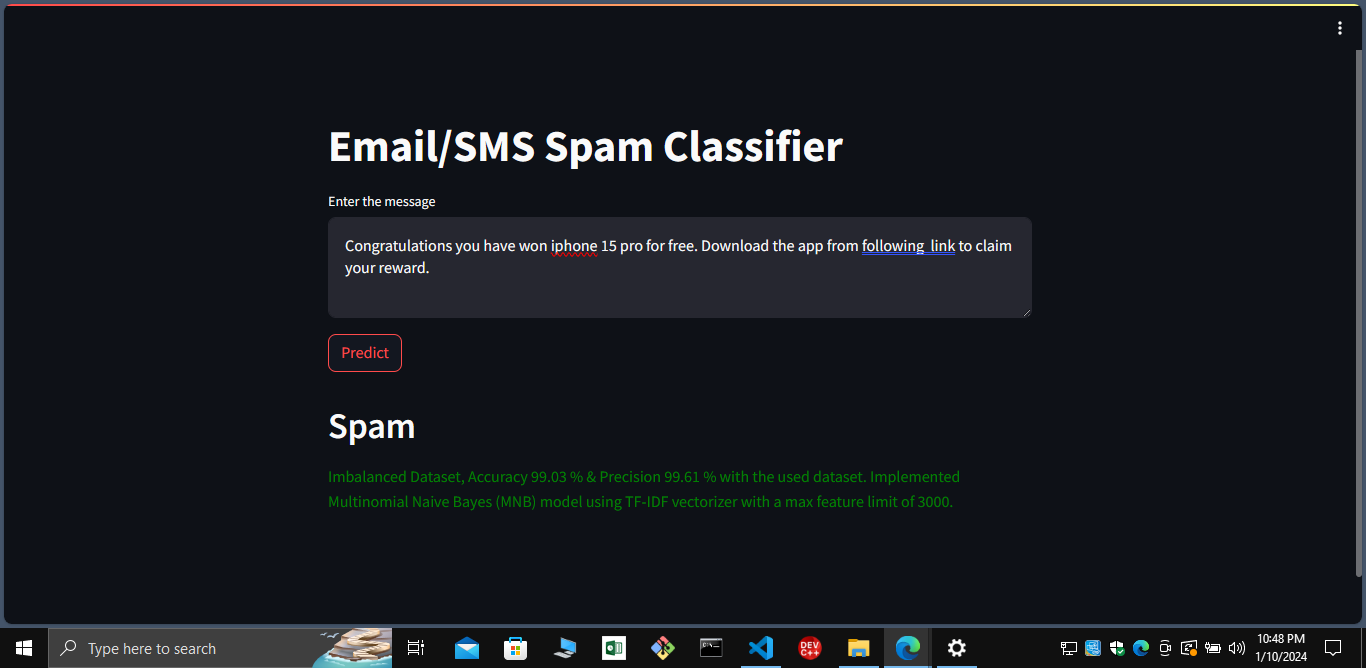 Email/SMS Spam Classifier
Enter the message
Congratulations you have won iphone 15 pro for free. Download the app from following  link to claim
your reward.
Predict
Spam
Imbalanced Dataset, Accuracy 99.03 % & Precision 99.61 % with the used dataset. Implemented
Multinomial Naive Bayes (MNB) model using TF-IDF vectorizer with a max feature limit of 3000.
Type here to search
DEV
C++
10:48 PM
1/10/2024